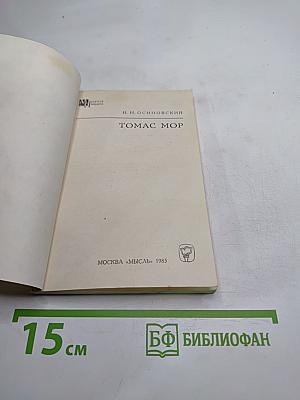 И. Н. ОСИНОВСКИЙ
ТОМАС МОР
МОСКВА «МЫСЛЬ» 1985
15 см
БФ БИБЛИОФАН